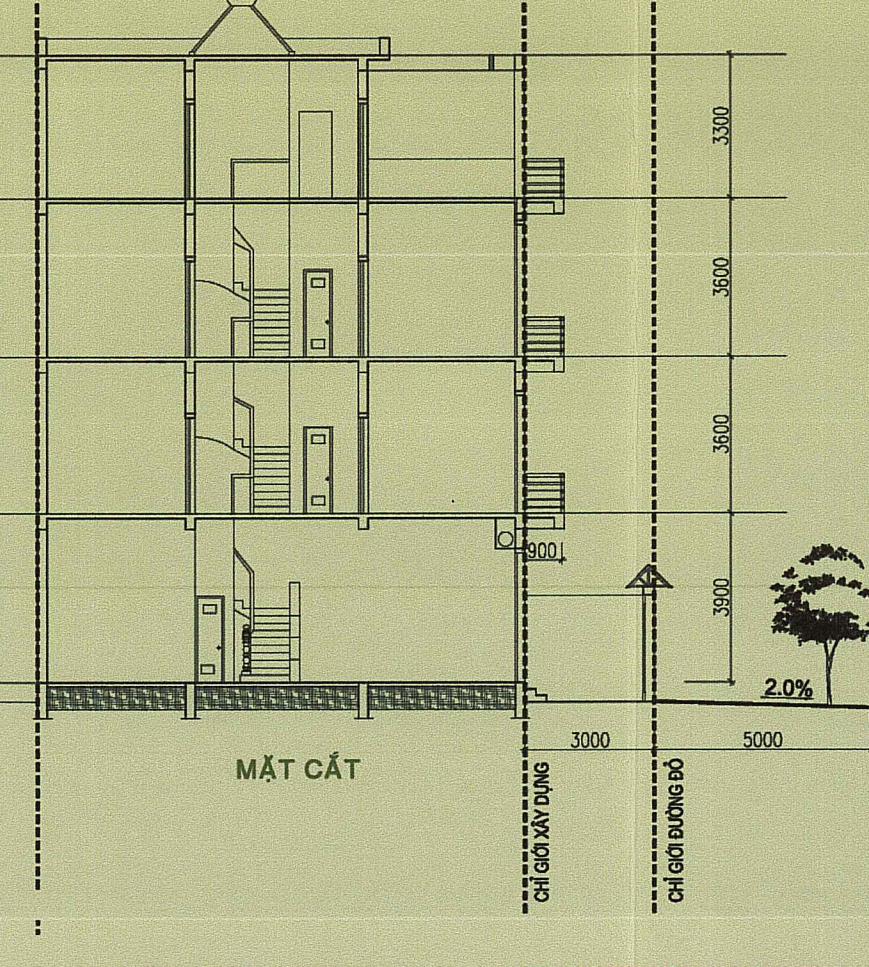 3300
3600
3600
900
3900
2.0%
3000
5000
MẶT CẮT
CHỈ GIỚI XÂY DỰNG
CHỈ GIỚI ĐƯỜNG ĐỎ